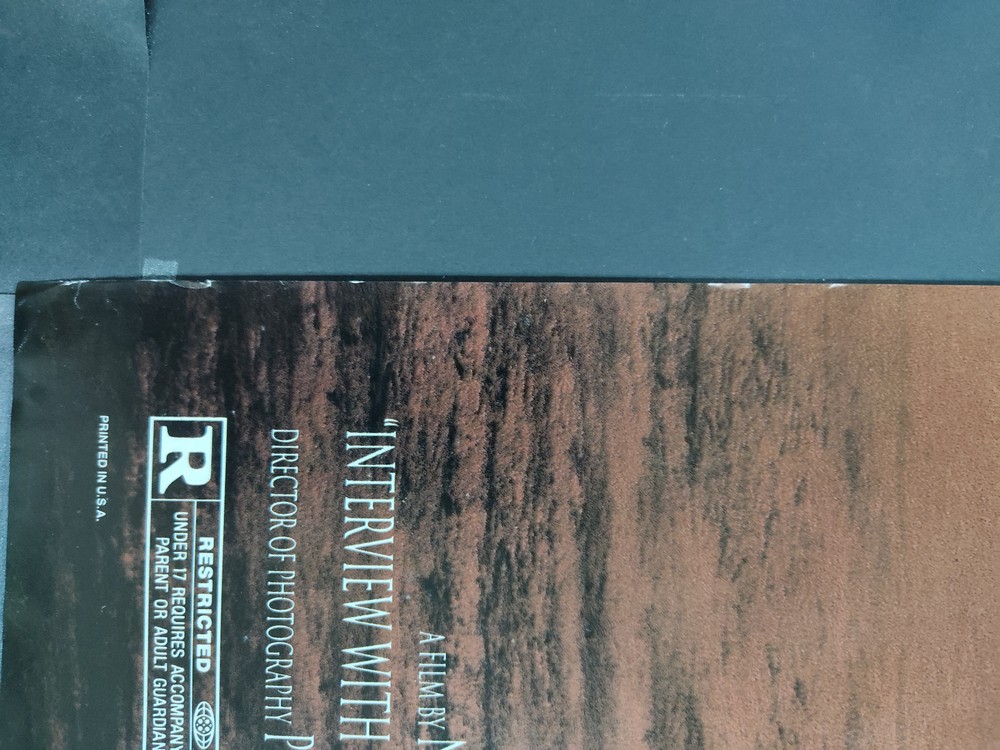 A FILM BY N
"INTERVIEW WITH
DIRECTOR OF PHOTOGRAPHY P
R
RESTRICTED
UNDER 17 REQUIRES ACCOMPANY
PARENT OR ADULT GUARDIAN
PRINTED IN U.S.A.